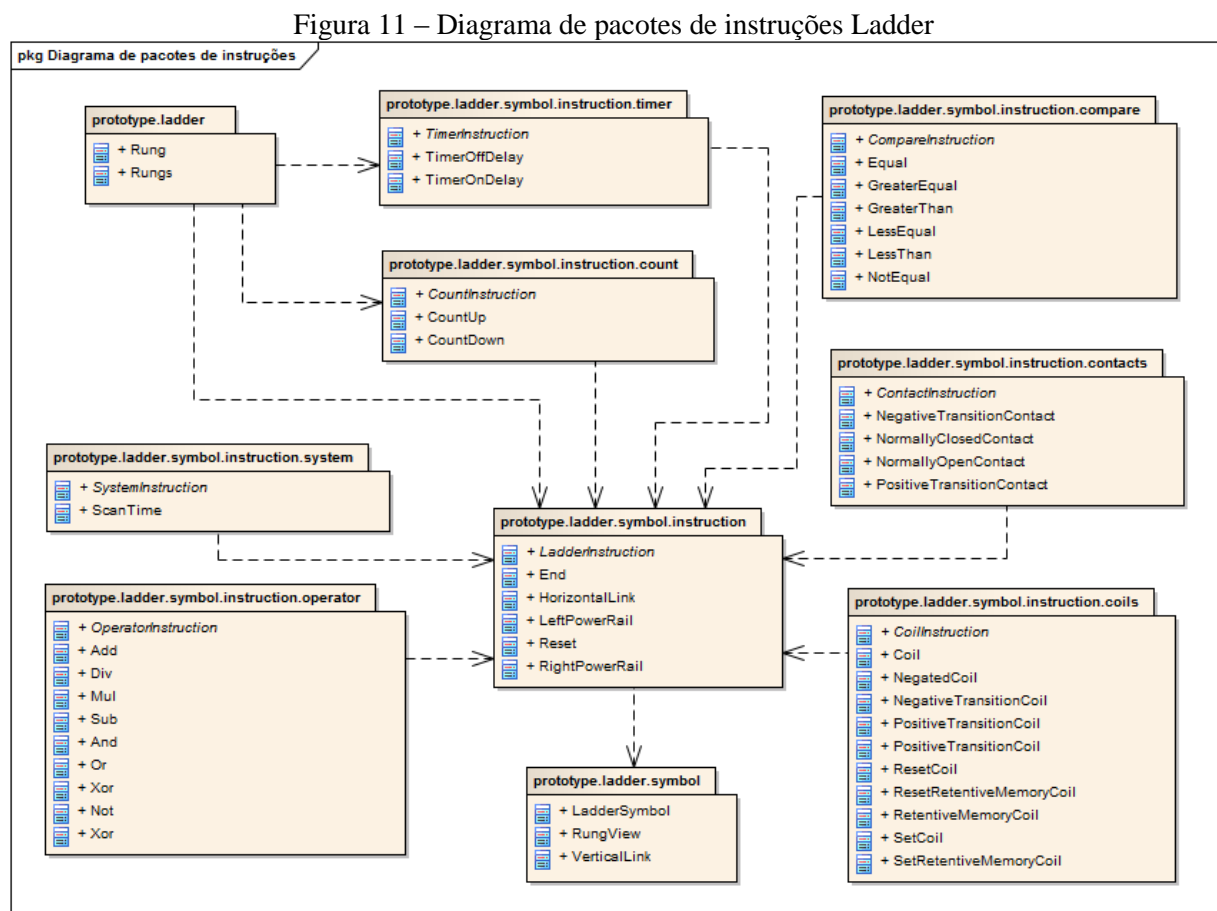 Figura 11 – Diagrama de pacotes de instruções Ladder
pkg Diagrama de pacotes de instruções
prototype.ladder
+ Rung
+ Rungs
prototype.ladder.symbol.instruction.timer
+ TimerInstruction
+ TimerOffDelay
+ TimerOnDelay
prototype.ladder.symbol.instruction.compare
+ CompareInstruction
+ Equal
+ GreaterEqual
+ GreaterThan
+ LessEqual
+ LessThan
+ NotEqual
prototype.ladder.symbol.instruction.count
+ CountInstruction
+ CountUp
+ CountDown
prototype.ladder.symbol.instruction.contacts
+ ContactInstruction
+ NegativeTransitionContact
+ NormallyClosedContact
+ NormallyOpenContact
+ PositiveTransitionContact
prototype.ladder.symbol.instruction.system
+ SystemInstruction
+ ScanTime
prototype.ladder.symbol.instruction
+ LadderInstruction
+ End
+ HorizontalLink
+ LeftPowerRail
+ Reset
+ RightPowerRail
prototype.ladder.symbol.instruction.operator
+ OperatorInstruction
+ Add
+ Div
+ Mul
+ Sub
+ And
+ Or
+ Xor
+ Not
+ Xor
prototype.ladder.symbol.instruction.coils
+ CoilInstruction
+ Coil
+ NegatedCoil
+ NegativeTransitionCoil
+ PositiveTransitionCoil
+ PositiveTransitionCoil
+ ResetCoil
+ ResetRetentiveMemoryCoil
+ RetentiveMemoryCoil
+ SetCoil
+ SetRetentiveMemoryCoil
prototype.ladder.symbol
+ LadderSymbol
+ RungView
+ VerticalLink